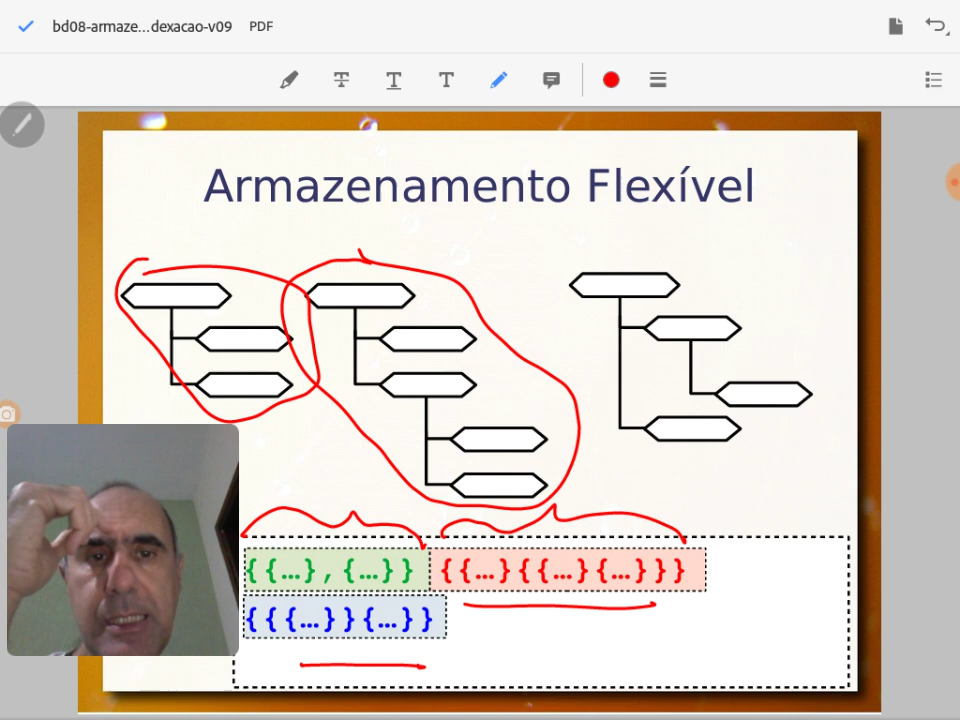 bd08-armaze...dexacao-v09 PDF
T T T
Armazenamento Flexível
{{…},{…}} {{…}{{…}{…}}}
{{{…}}{…}}